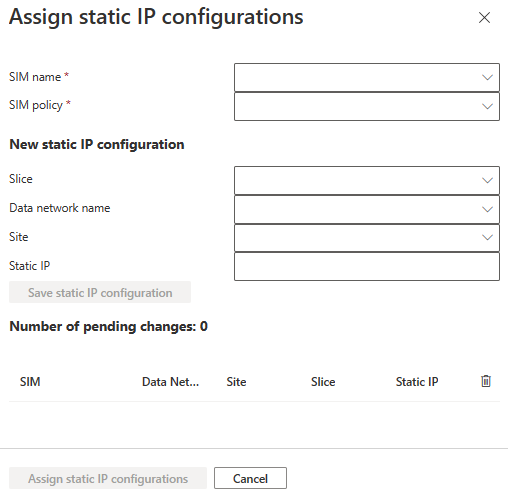 Assign static IP configurations
SIM name *
SIM policy *
New static IP configuration
Slice
Data network name
Site
Static IP
Save static IP configuration
Number of pending changes: 0
SIM Data Net... Site Slice Static IP
Assign static IP configurations Cancel